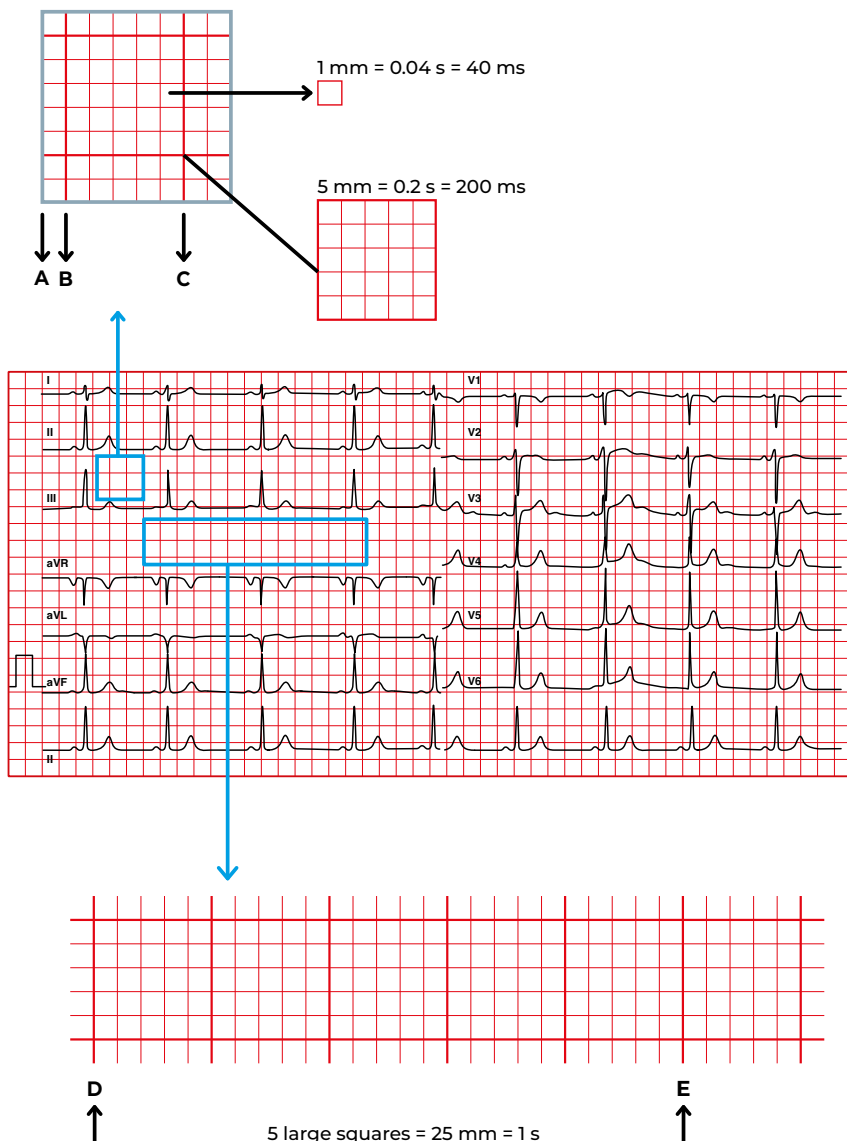 1 mm = 0.04 s = 40 ms
5 mm = 0.2 s = 200 ms
A B C
I
II
III
aVR
aVL
aVF
II
V1
V2
V3
V4
V5
V6
D E
5 large squares = 25 mm = 1 s